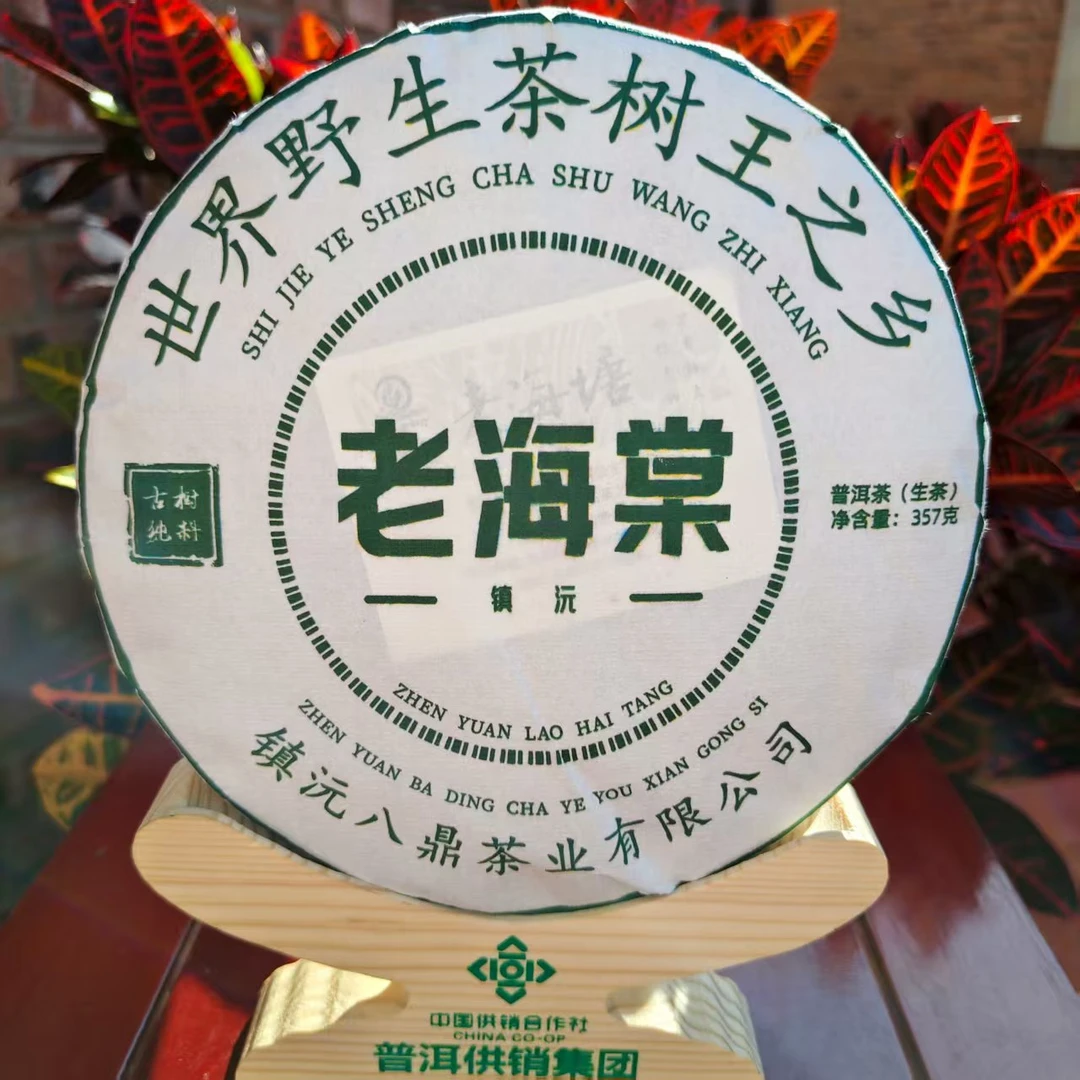 世界野生茶树王之乡
SHI JIE YE SHENG CHA SHU WANG ZHI XIANG
老海棠
镇沅
古树
纯料
普洱茶（生茶）
净含量：357克
ZHEN YUAN LAO HAI TANG
ZHEN YUAN BA DING CHA YE YOU XIAN GONG SI
镇沅八鼎茶业有限公司
中国供销合作社
CHINA CO-OP
普洱供销集团